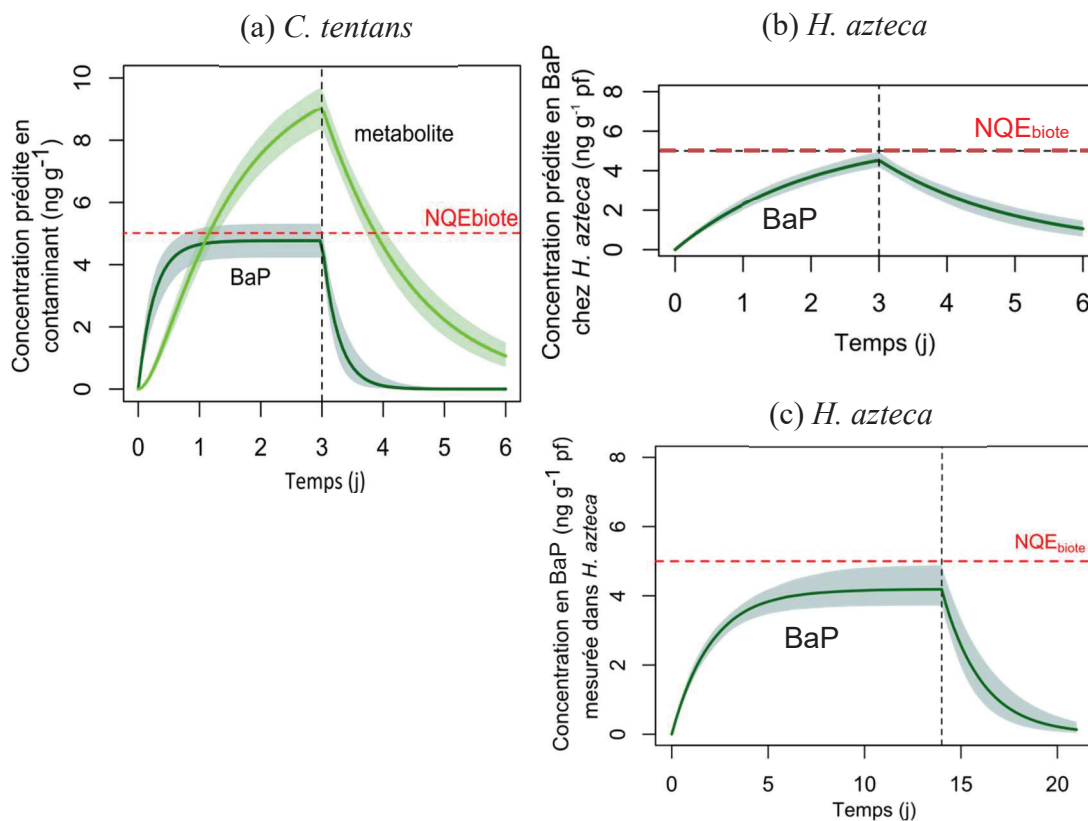 (a) C. tentans
Concentration prédite en
contaminant (ng g-1)
10
8
6
4
2
0
metabolite
NQEbiote
BaP
0 1 2 3 4 5 6
Temps (j)
(b) H. azteca
Concentration prédite en BaP
chez H. azteca (ng g-1 pf)
8
6
4
2
0
NQEbiote
BaP
0 1 2 3 4 5 6
Temps (j)
(c) H. azteca
Concentration en BaP (ng g-1 pf)
mesurée dans H. azteca
8
6
4
2
0
NQEbiote
BaP
0 5 10 15 20
Temps (j)